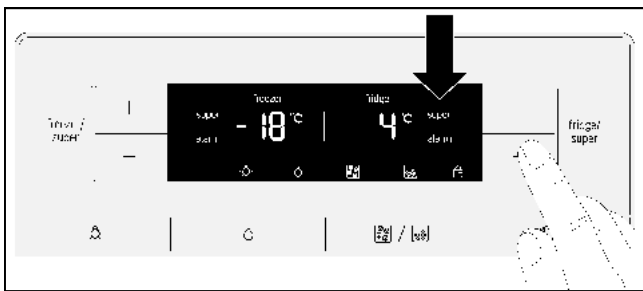 freezer fridge
super - 18 °C 4 °C super
alarm alarm
freezer / super
fridge/ super
+
−
/